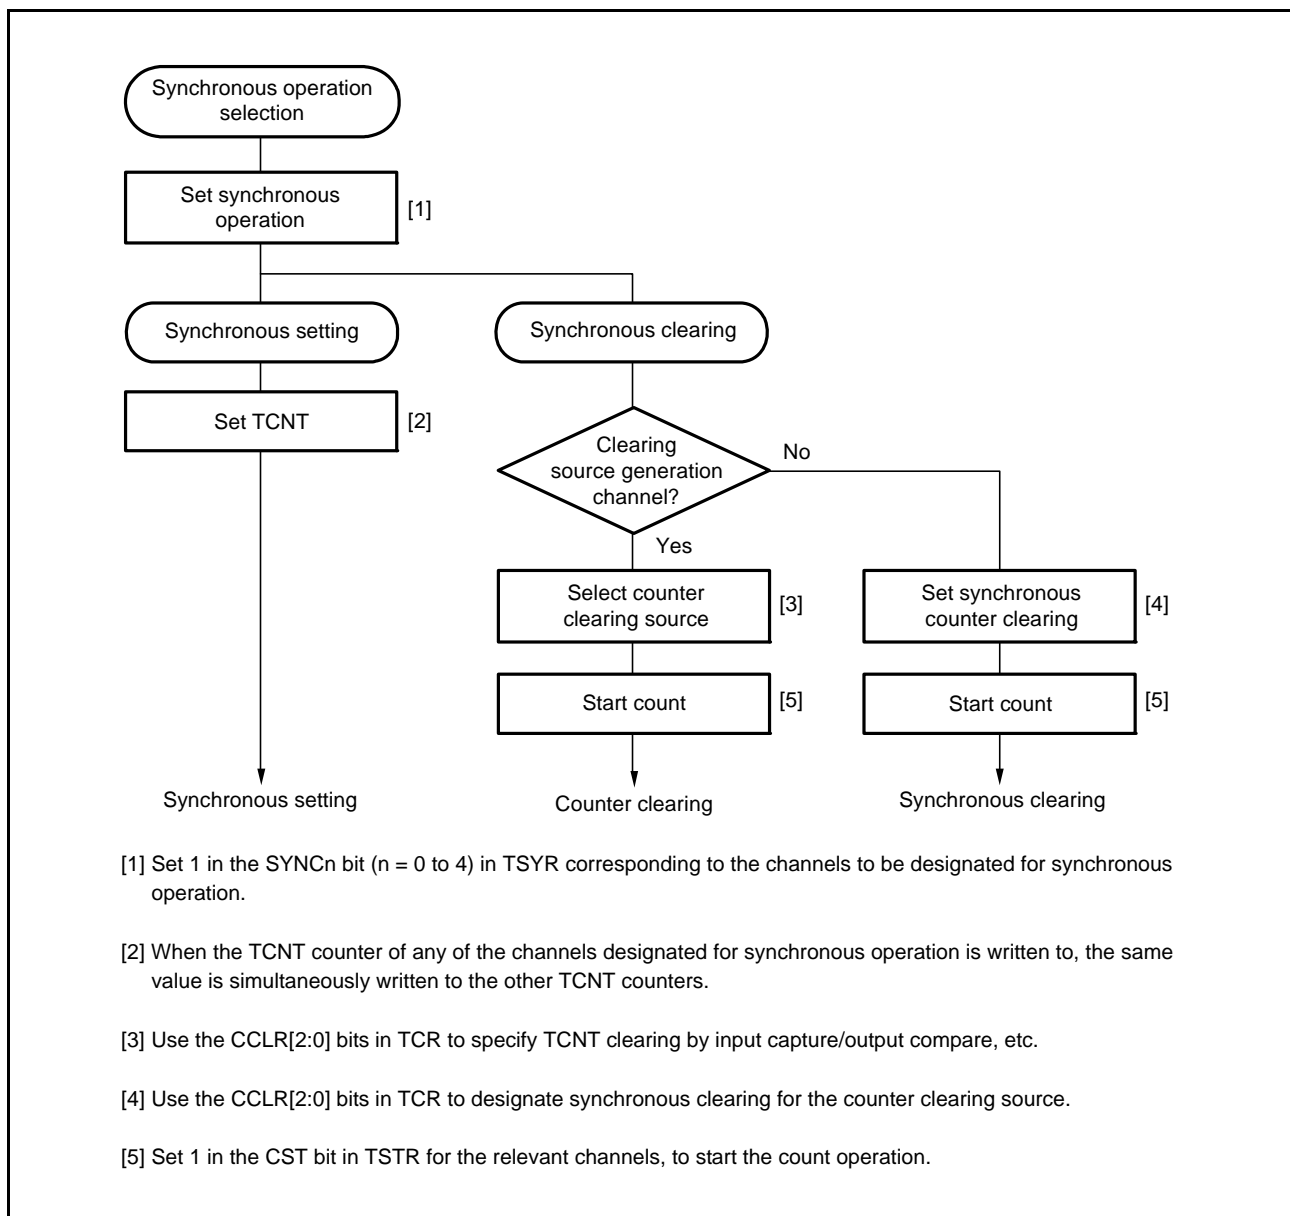 Synchronous operation
selection
Set synchronous
operation
[1]
Synchronous setting
Synchronous clearing
Set TCNT
[2]
Clearing
source generation
channel?
No
Yes
Select counter
clearing source
[3]
Set synchronous
counter clearing
[4]
Start count
[5]
Start count
[5]
Synchronous setting
Counter clearing
Synchronous clearing
[1] Set 1 in the SYNCn bit (n = 0 to 4) in TSYR corresponding to the channels to be designated for synchronous
operation.
[2] When the TCNT counter of any of the channels designated for synchronous operation is written to, the same
value is simultaneously written to the other TCNT counters.
[3] Use the CCLR[2:0] bits in TCR to specify TCNT clearing by input capture/output compare, etc.
[4] Use the CCLR[2:0] bits in TCR to designate synchronous clearing for the counter clearing source.
[5] Set 1 in the CST bit in TSTR for the relevant channels, to start the count operation.